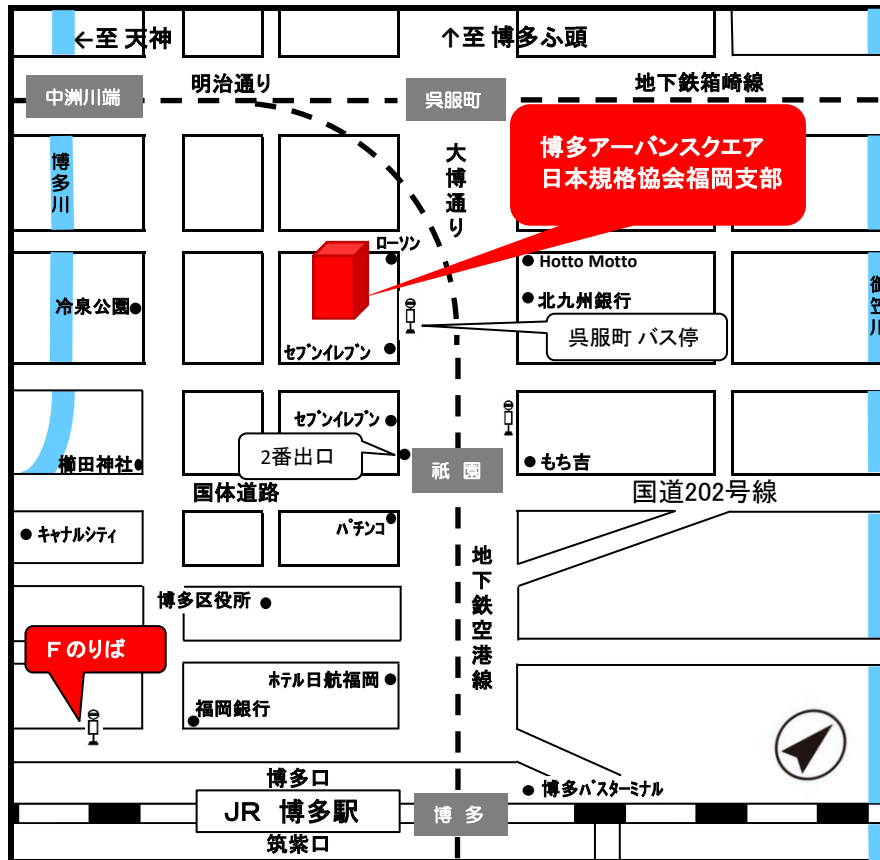 ←至 天神
↑至 博多ふ頭
明治通り
地下鉄箱崎線
中洲川端
呉服町
博多アーバンスクエア
日本規格協会福岡支部
大博通り
博多川
ローソン
Hotto Motto
冷泉公園
北九州銀行
御笠川
呉服町 バス停
セブンイレブン
セブンイレブン
2番出口
櫛田神社
祇園
もち吉
国体道路
国道202号線
パチンコ
キャナルシティ
地下鉄空港線
博多区役所
Fのりば
ホテル日航福岡
福岡銀行
博多口
博多バスターミナル
JR 博多駅
博多
筑紫口